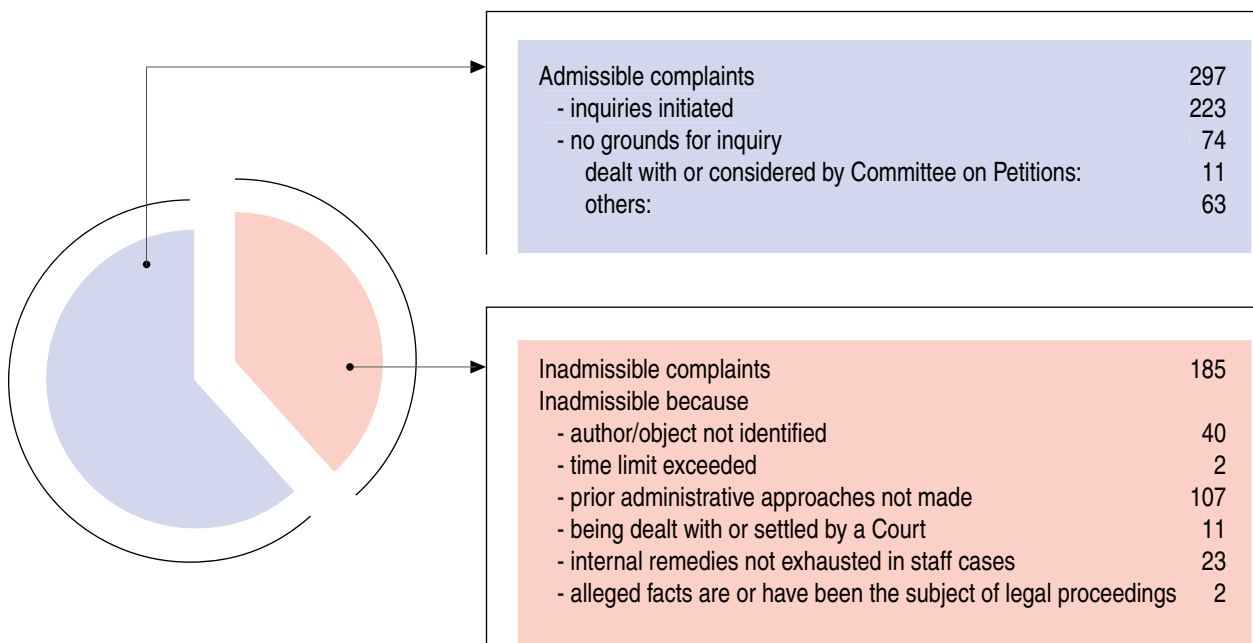 Admissible complaints 297
- inquiries initiated 223
- no grounds for inquiry 74
dealt with or considered by Committee on Petitions: 11
others: 63
Inadmissible complaints 185
Inadmissible because
- author/object not identified 40
- time limit exceeded 2
- prior administrative approaches not made 107
- being dealt with or settled by a Court 11
- internal remedies not exhausted in staff cases 23
- alleged facts are or have been the subject of legal proceedings 2